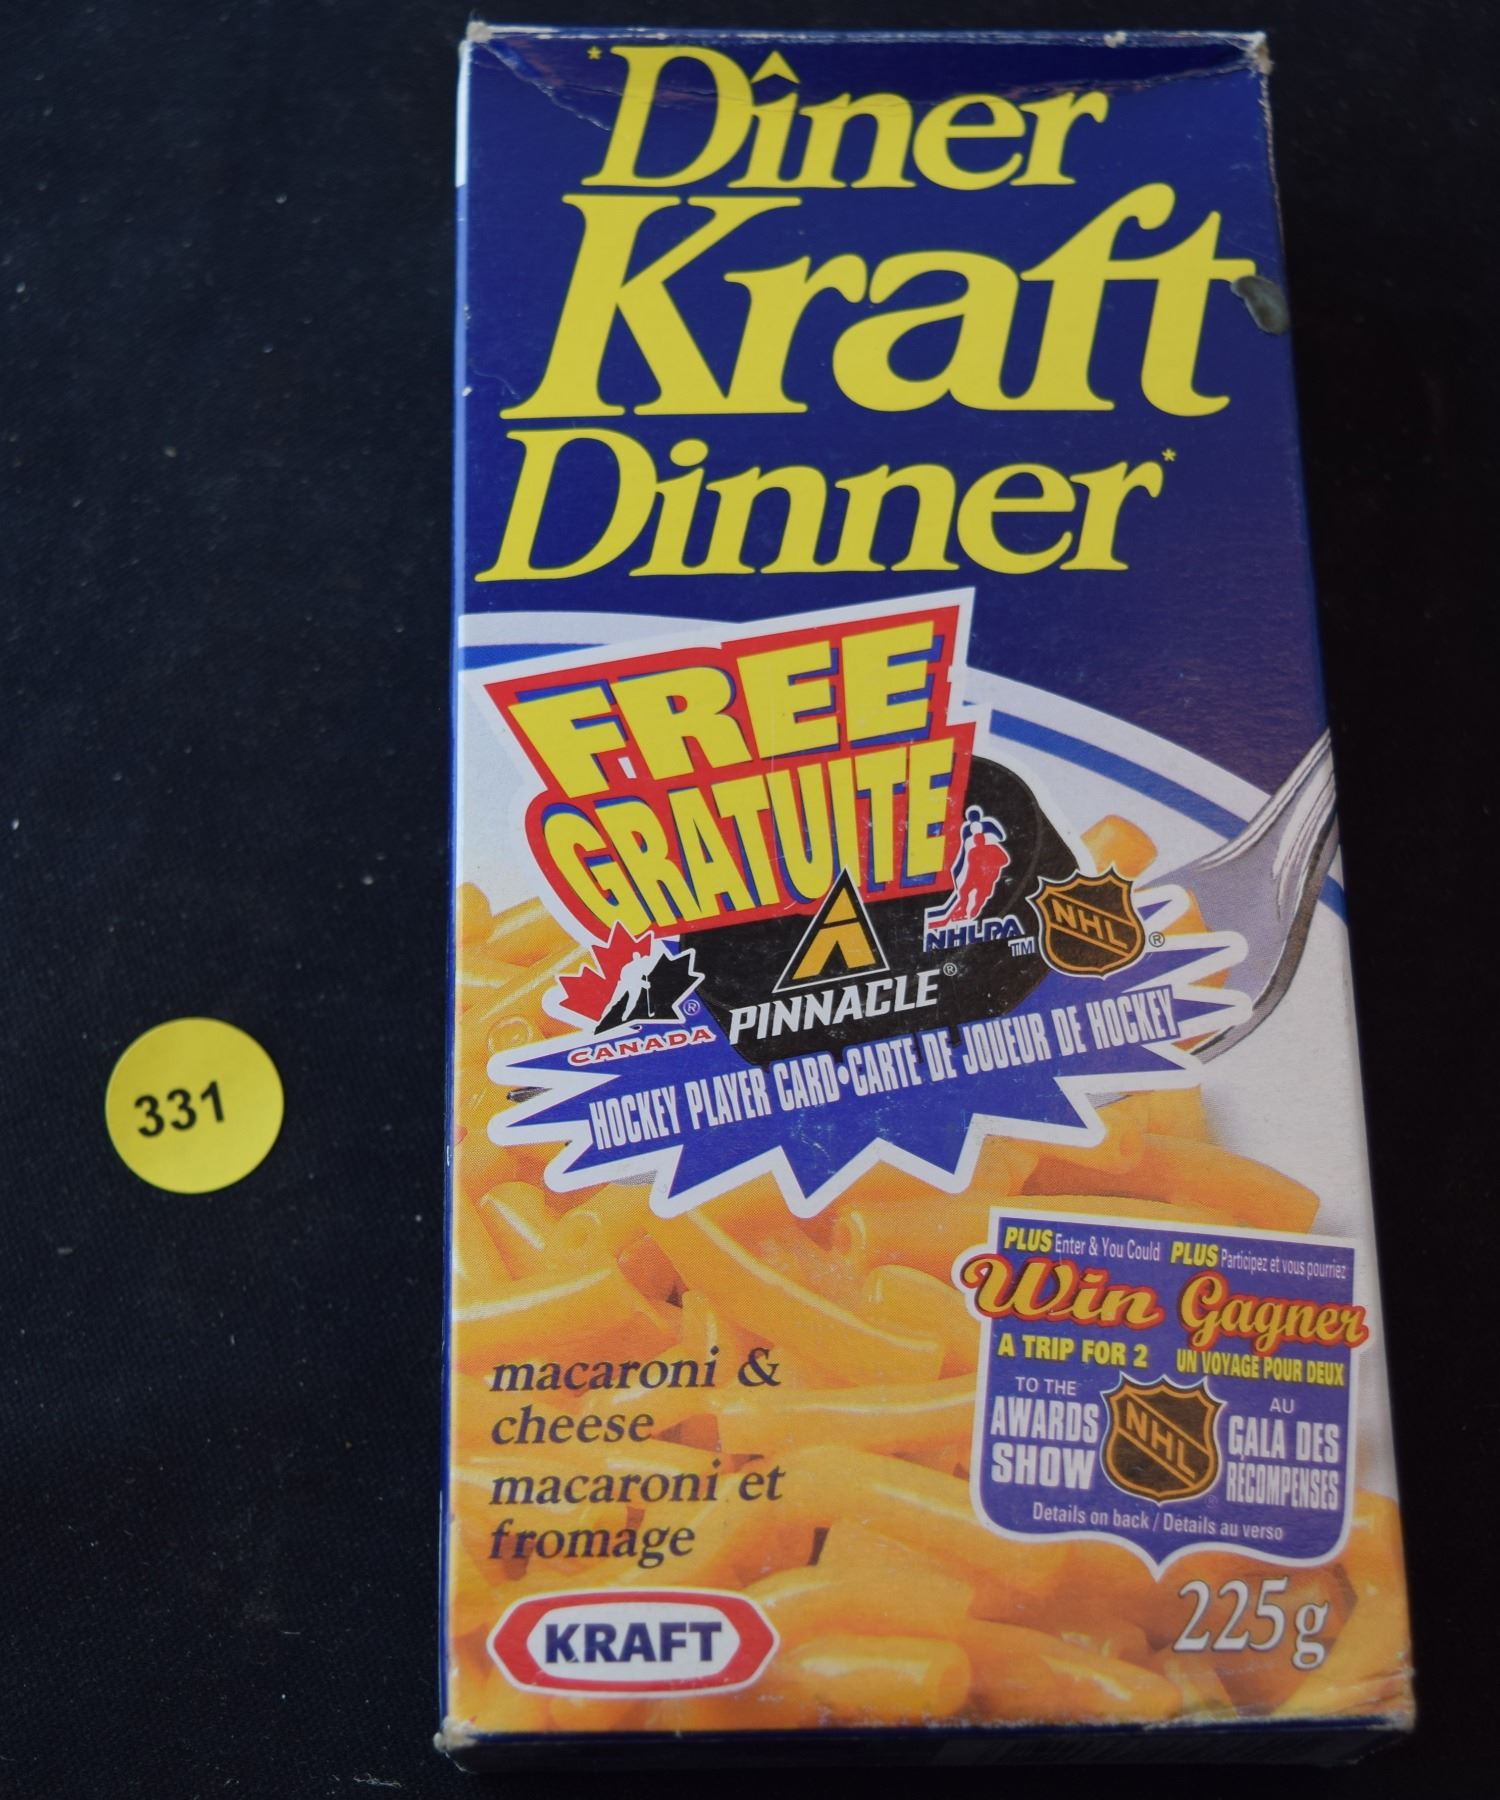 *Dîner
Kraft
Dinner*
FREE
GRATUITE
NHLPA
TM
NHL
®
PINNACLE®
®
CANADA
HOCKEY PLAYER CARD•CARTE DE JOUEUR DE HOCKEY
331
PLUS Enter & You Could PLUS Participez et vous pourriez
Win Gagner
A TRIP FOR 2 UN VOYAGE POUR DEUX
TO THE AU
AWARDS NHL GALA DES
SHOW RÉCOMPENSES
Details on back / Détails au verso
macaroni &
cheese
macaroni et
fromage
225g
KRAFT